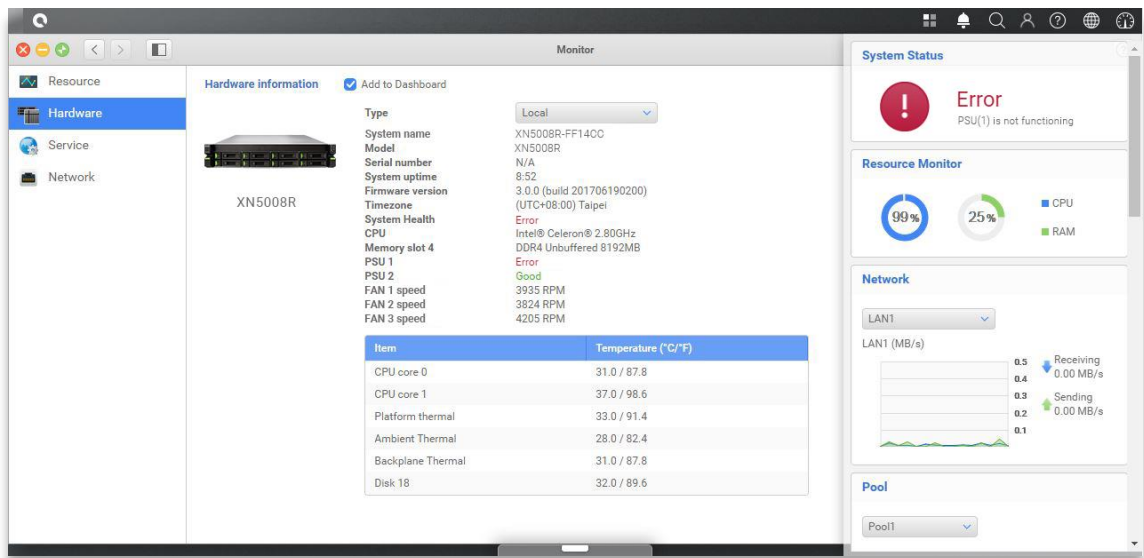 Monitor
Resource
Hardware
Service
Network
Hardware information
Add to Dashboard
XN5008R
Type Local
System name XN5008R-FF14CC
Model XN5008R
Serial number N/A
System uptime 8:52
Firmware version 3.0.0 (build 201706190200)
Timezone (UTC+08:00) Taipei
System Health Error
CPU Intel® Celeron® 2.80GHz
Memory slot 4 DDR4 Unbuffered 8192MB
PSU 1 Error
PSU 2 Good
FAN 1 speed 3935 RPM
FAN 2 speed 3824 RPM
FAN 3 speed 4205 RPM
Item Temperature (°C/°F)
CPU core 0 31.0 / 87.8
CPU core 1 37.0 / 98.6
Platform thermal 33.0 / 91.4
Ambient Thermal 28.0 / 82.4
Backplane Thermal 31.0 / 87.8
Disk 18 32.0 / 89.6
System Status
Error
PSU(1) is not functioning
Resource Monitor
99%
25%
CPU
RAM
Network
LAN1
LAN1 (MB/s)
0.5
0.4
0.3
0.2
0.1
Receiving
0.00 MB/s
Sending
0.00 MB/s
Pool
Pool1